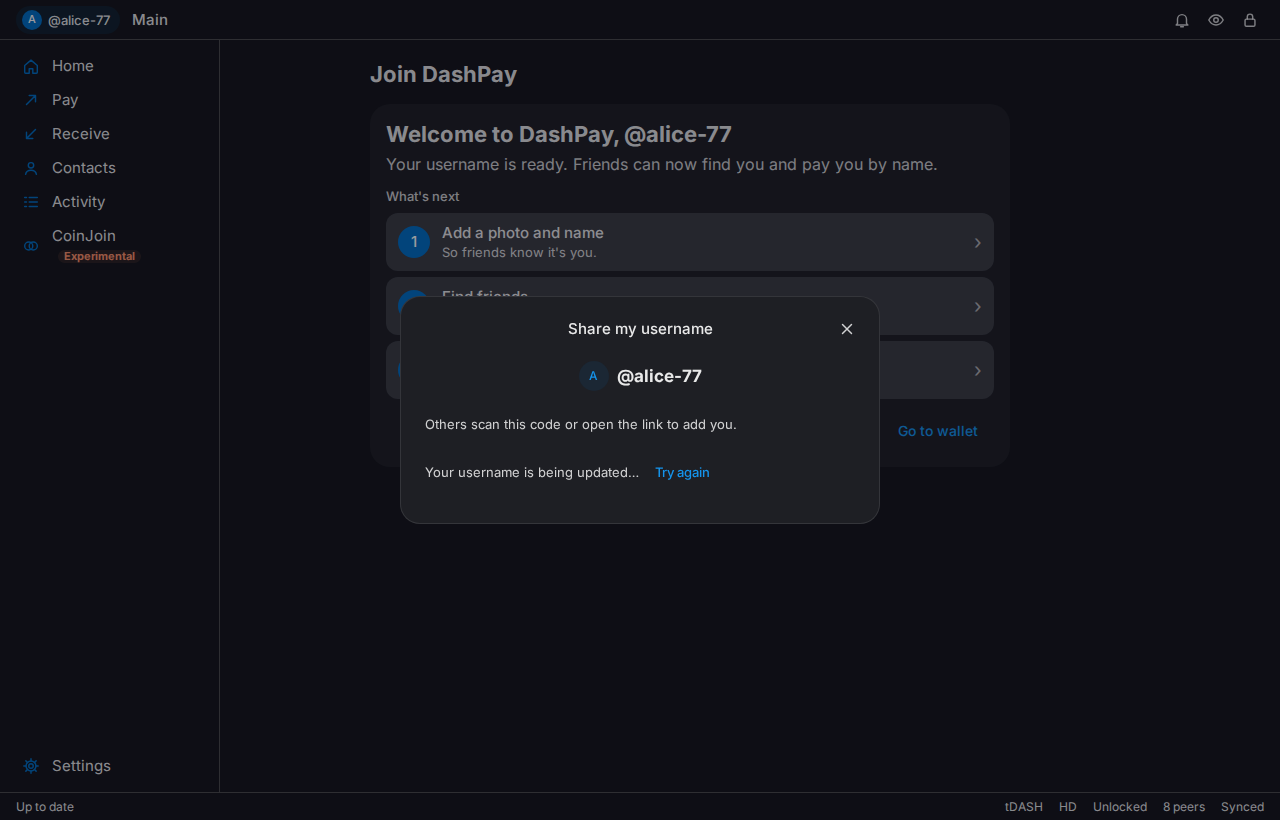 A @alice-77 Main
Home
Pay
Receive
Contacts
Activity
CoinJoin
Experimental
Settings
Join DashPay
Welcome to DashPay, @alice-77
Your username is ready. Friends can now find you and pay you by name.
What's next
1 Add a photo and name
So friends know it's you.
Find friends
Go to wallet
Share my username
A @alice-77
Others scan this code or open the link to add you.
Your username is being updated... Try again
Up to date
tDASH HD Unlocked 8 peers Synced